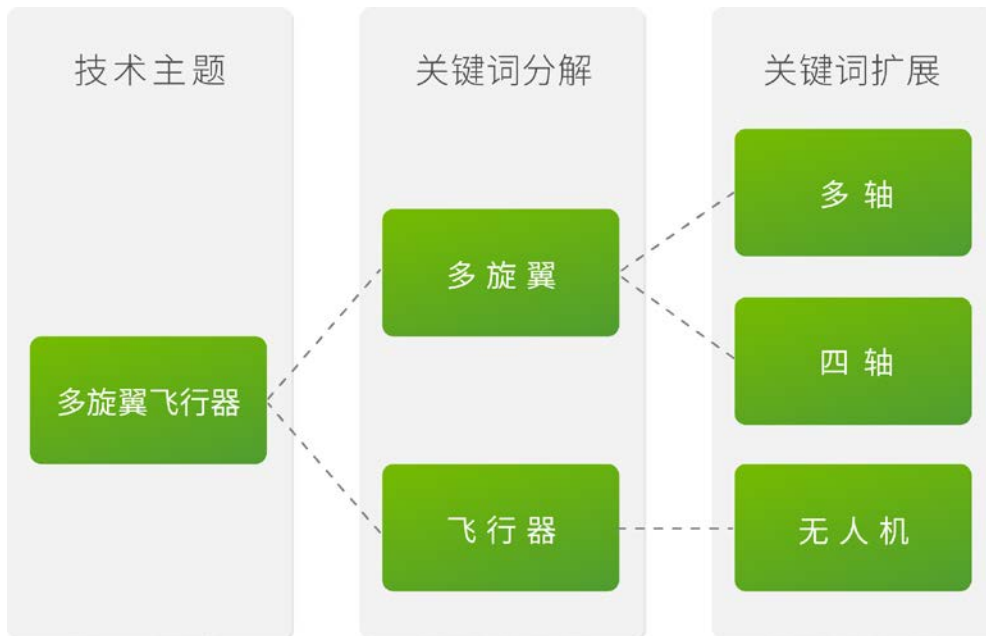 技术主题
关键词分解
关键词扩展
多旋翼飞行器
多旋翼
飞行器
多轴
四轴
无人机